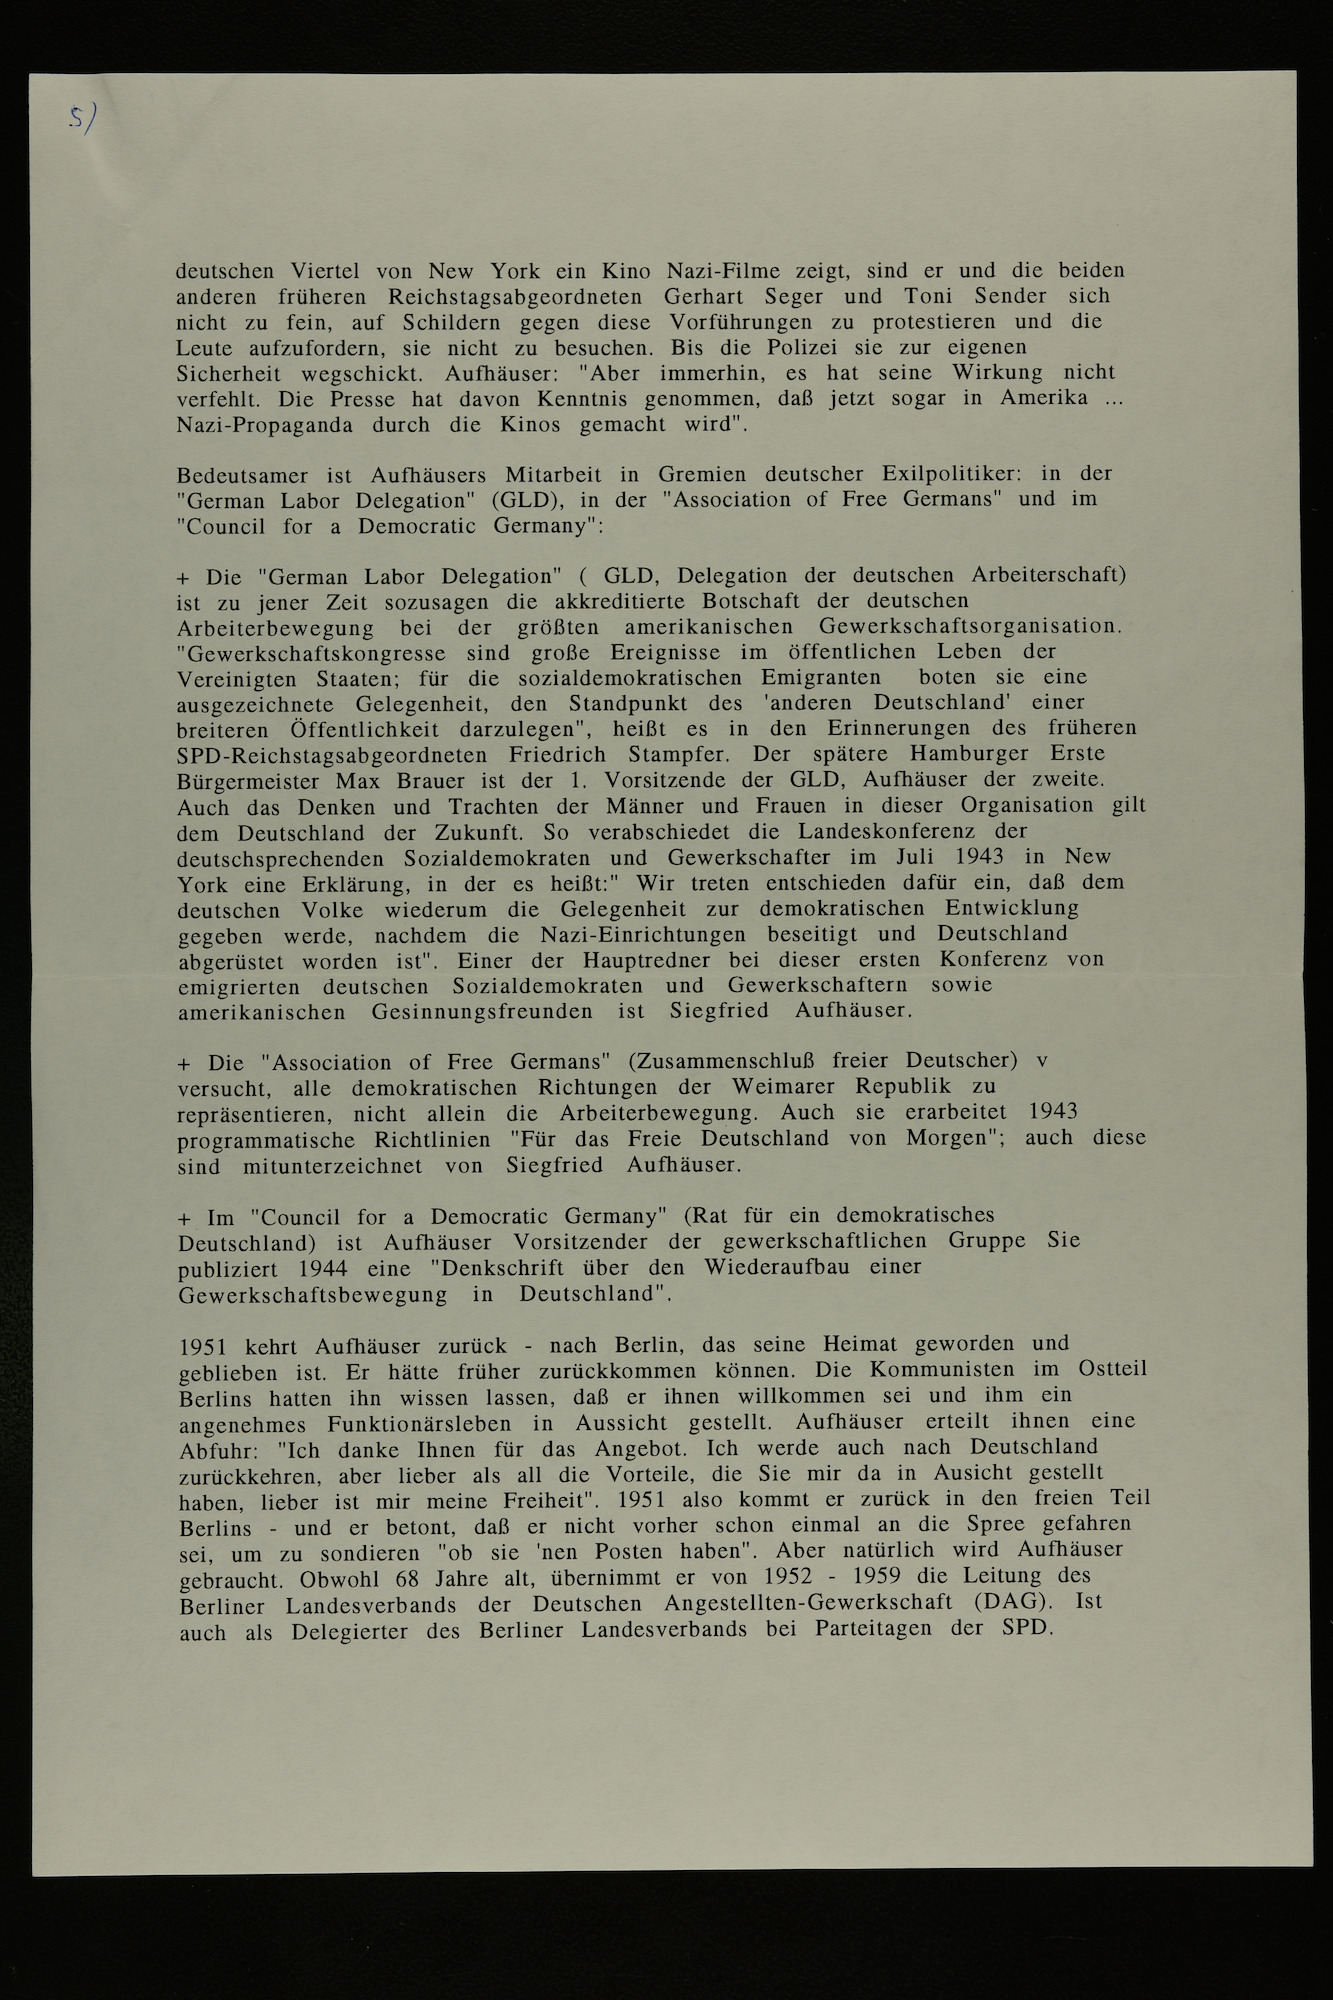 5)
deutschen Viertel von New York ein Kino Nazi-Filme zeigt, sind er und die beiden
anderen früheren Reichstagsabgeordneten Gerhart Seger und Toni Sender sich
nicht zu fein, auf Schildern gegen diese Vorführungen zu protestieren und die
Leute aufzufordern, sie nicht zu besuchen. Bis die Polizei sie zur eigenen
Sicherheit wegschickt. Aufhäuser: "Aber immerhin, es hat seine Wirkung nicht
verfehlt. Die Presse hat davon Kenntnis genommen, daß jetzt sogar in Amerika ...
Nazi-Propaganda durch die Kinos gemacht wird".
Bedeutsamer ist Aufhäusers Mitarbeit in Gremien deutscher Exilpolitiker: in der
"German Labor Delegation" (GLD), in der "Association of Free Germans" und im
"Council for a Democratic Germany":
+ Die "German Labor Delegation" ( GLD, Delegation der deutschen Arbeiterschaft)
ist zu jener Zeit sozusagen die akkreditierte Botschaft der deutschen
Arbeiterbewegung bei der größten amerikanischen Gewerkschaftsorganisation.
"Gewerkschaftskongresse sind große Ereignisse im öffentlichen Leben der
Vereinigten Staaten; für die sozialdemokratischen Emigranten boten sie eine
ausgezeichnete Gelegenheit, den Standpunkt des 'anderen Deutschland' einer
breiteren Öffentlichkeit darzulegen", heißt es in den Erinnerungen des früheren
SPD-Reichstagsabgeordneten Friedrich Stampfer. Der spätere Hamburger Erste
Bürgermeister Max Brauer ist der 1. Vorsitzende der GLD, Aufhäuser der zweite.
Auch das Denken und Trachten der Männer und Frauen in dieser Organisation gilt
dem Deutschland der Zukunft. So verabschiedet die Landeskonferenz der
deutschsprechenden Sozialdemokraten und Gewerkschafter im Juli 1943 in New
York eine Erklärung, in der es heißt:" Wir treten entschieden dafür ein, daß dem
deutschen Volke wiederum die Gelegenheit zur demokratischen Entwicklung
gegeben werde, nachdem die Nazi-Einrichtungen beseitigt und Deutschland
abgerüstet worden ist". Einer der Hauptredner bei dieser ersten Konferenz von
emigrierten deutschen Sozialdemokraten und Gewerkschaftern sowie
amerikanischen Gesinnungsfreunden ist Siegfried Aufhäuser.
+ Die "Association of Free Germans" (Zusammenschluß freier Deutscher) v
versucht, alle demokratischen Richtungen der Weimarer Republik zu
repräsentieren, nicht allein die Arbeiterbewegung. Auch sie erarbeitet 1943
programmatische Richtlinien "Für das Freie Deutschland von Morgen"; auch diese
sind mitunterzeichnet von Siegfried Aufhäuser.
+ Im "Council for a Democratic Germany" (Rat für ein demokratisches
Deutschland) ist Aufhäuser Vorsitzender der gewerkschaftlichen Gruppe Sie
publiziert 1944 eine "Denkschrift über den Wiederaufbau einer
Gewerkschaftsbewegung in Deutschland".
1951 kehrt Aufhäuser zurück - nach Berlin, das seine Heimat geworden und
geblieben ist. Er hätte früher zurückkommen können. Die Kommunisten im Ostteil
Berlins hatten ihn wissen lassen, daß er ihnen willkommen sei und ihm ein
angenehmes Funktionärsleben in Aussicht gestellt. Aufhäuser erteilt ihnen eine
Abfuhr: "Ich danke Ihnen für das Angebot. Ich werde auch nach Deutschland
zurückkehren, aber lieber als all die Vorteile, die Sie mir da in Ausicht gestellt
haben, lieber ist mir meine Freiheit". 1951 also kommt er zurück in den freien Teil
Berlins - und er betont, daß er nicht vorher schon einmal an die Spree gefahren
sei, um zu sondieren "ob sie 'nen Posten haben". Aber natürlich wird Aufhäuser
gebraucht. Obwohl 68 Jahre alt, übernimmt er von 1952 - 1959 die Leitung des
Berliner Landesverbands der Deutschen Angestellten-Gewerkschaft (DAG). Ist
auch als Delegierter des Berliner Landesverbands bei Parteitagen der SPD.